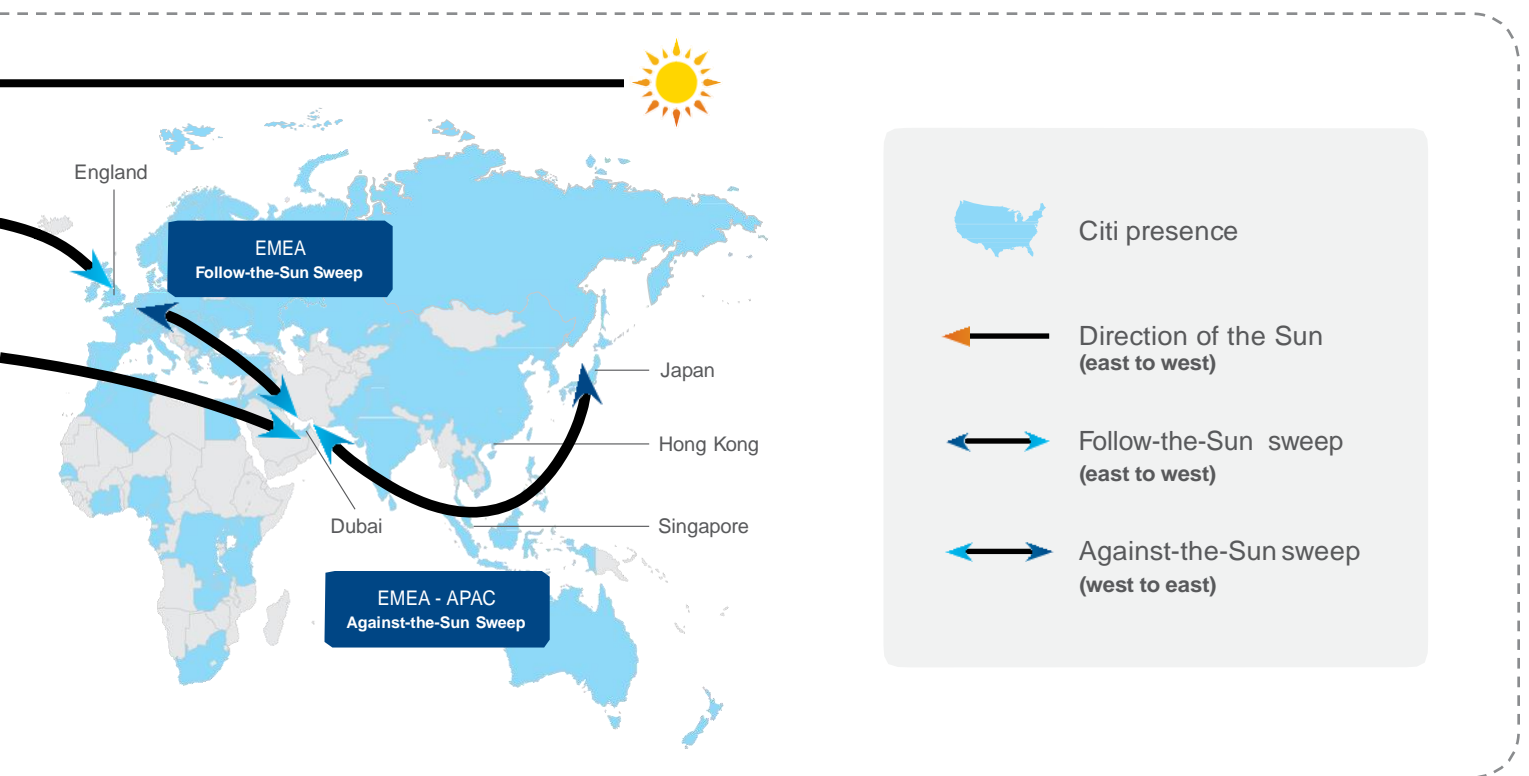 England
EMEA
Follow-the-Sun Sweep
Japan
Hong Kong
Dubai
Singapore
EMEA - APAC
Against-the-Sun Sweep
Citi presence
Direction of the Sun
(east to west)
Follow-the-Sun sweep
(east to west)
Against-the-Sun sweep
(west to east)